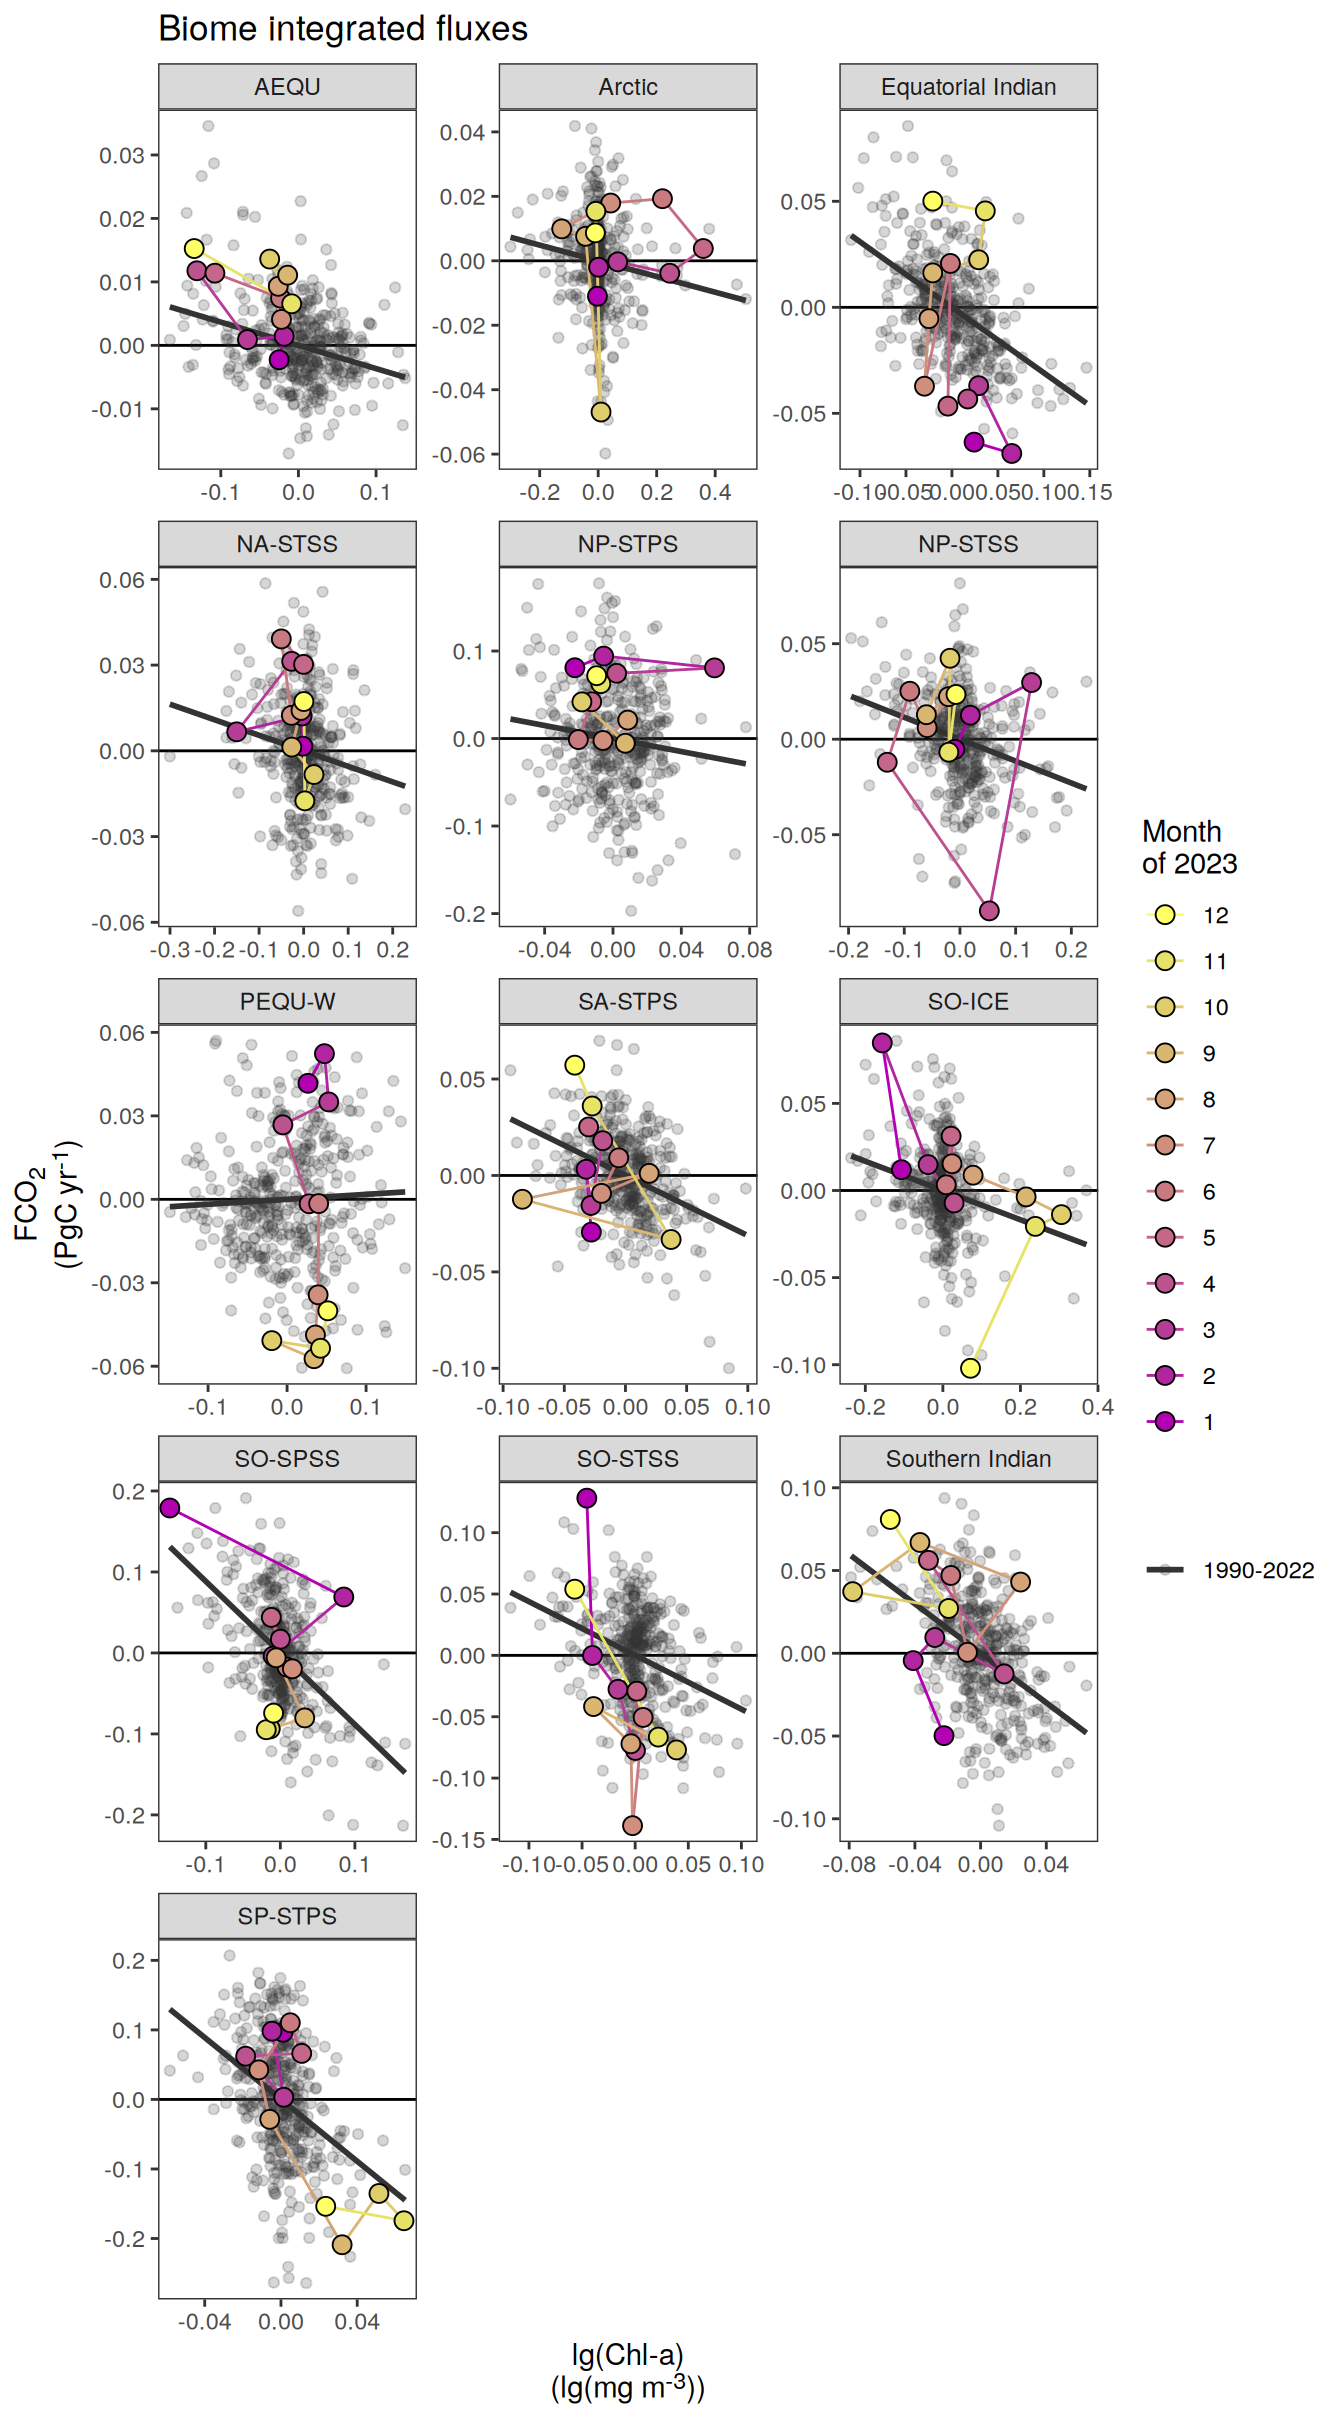 Biome integrated fluxes
AEQU Arctic Equatorial Indian
0.03
0.02
0.01
0.00
-0.01
0.04
0.02
0.00
-0.02
-0.04
-0.06
0.05
0.00
-0.05
-0.1 0.0 0.1
-0.2 0.0 0.2 0.4
-0.10 -0.05 0.00 0.05 0.10 0.15
NA-STSS NP-STPS NP-STSS
0.06
0.03
0.00
-0.03
-0.06
0.1
0.0
-0.1
-0.2
0.05
0.00
-0.05
-0.3 -0.2 -0.1 0.0 0.1 0.2
-0.04 0.00 0.04 0.08
-0.2 -0.1 0.0 0.1 0.2
PEQU-W SA-STPS SO-ICE
0.06
0.03
0.00
-0.03
-0.06
0.05
0.00
-0.05
-0.10
0.05
0.00
-0.05
-0.10
-0.1 0.0 0.1
-0.10 -0.05 0.00 0.05 0.10
-0.2 0.0 0.2 0.4
SO-SPSS SO-STSS Southern Indian
0.2
0.1
0.0
-0.1
-0.2
0.10
0.05
0.00
-0.05
-0.10
-0.15
0.10
0.05
0.00
-0.05
-0.10
-0.1 0.0 0.1
-0.10 -0.05 0.00 0.05 0.10
-0.08 -0.04 0.00 0.04
SP-STPS
0.2
0.1
0.0
-0.1
-0.2
-0.04 0.00 0.04
FCO2
(PgC yr-1)
lg(Chl-a)
(lg(mg m-3))
Month
of 2023
12
11
10
9
8
7
6
5
4
3
2
1
1990-2022